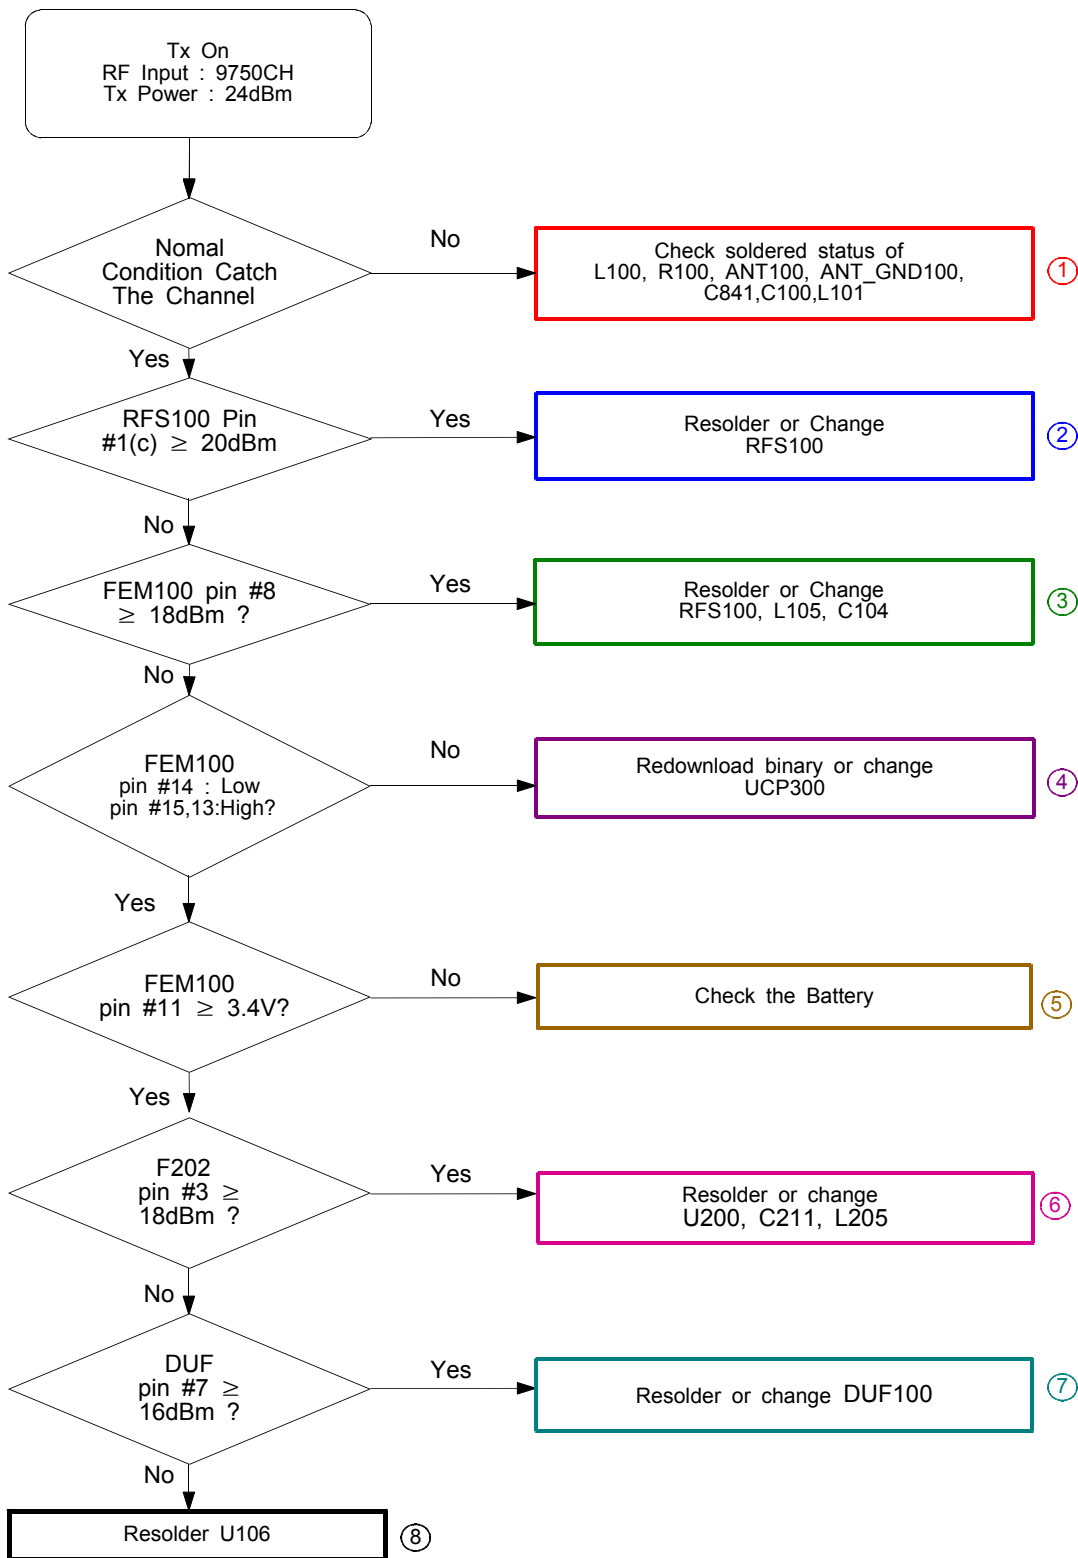 Tx On
RF Input : 9750CH
Tx Power : 24dBm
Nomal
Condition Catch
The Channel
No
Check soldered status of
L100, R100, ANT100, ANT_GND100,
C841,C100,L101
1
Yes
RFS100 Pin
#1(c) ≥ 20dBm
Yes
Resolder or Change
RFS100
2
No
FEM100 pin #8
≥ 18dBm ?
Yes
Resolder or Change
RFS100, L105, C104
3
No
FEM100
pin #14 : Low
pin #15,13:High?
No
Redownload binary or change
UCP300
4
Yes
FEM100
pin #11 ≥ 3.4V?
No
Check the Battery
5
Yes
F202
pin #3 ≥
18dBm ?
Yes
Resolder or change
U200, C211, L205
6
No
DUF
pin #7 ≥
16dBm ?
Yes
Resolder or change DUF100
7
No
Resolder U106
8